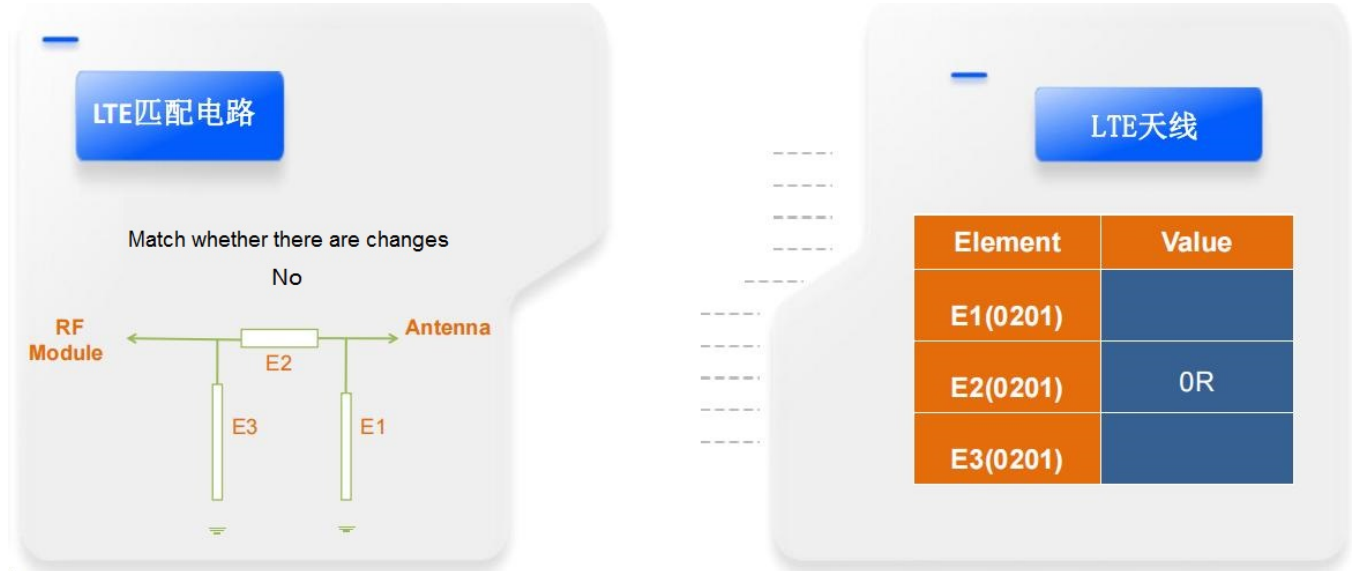 LTE匹配电路
Match whether there are changes
No
RF
Module
Antenna
E2
E3
E1
LTE天线
Element Value
E1(0201)
E2(0201) 0R
E3(0201)